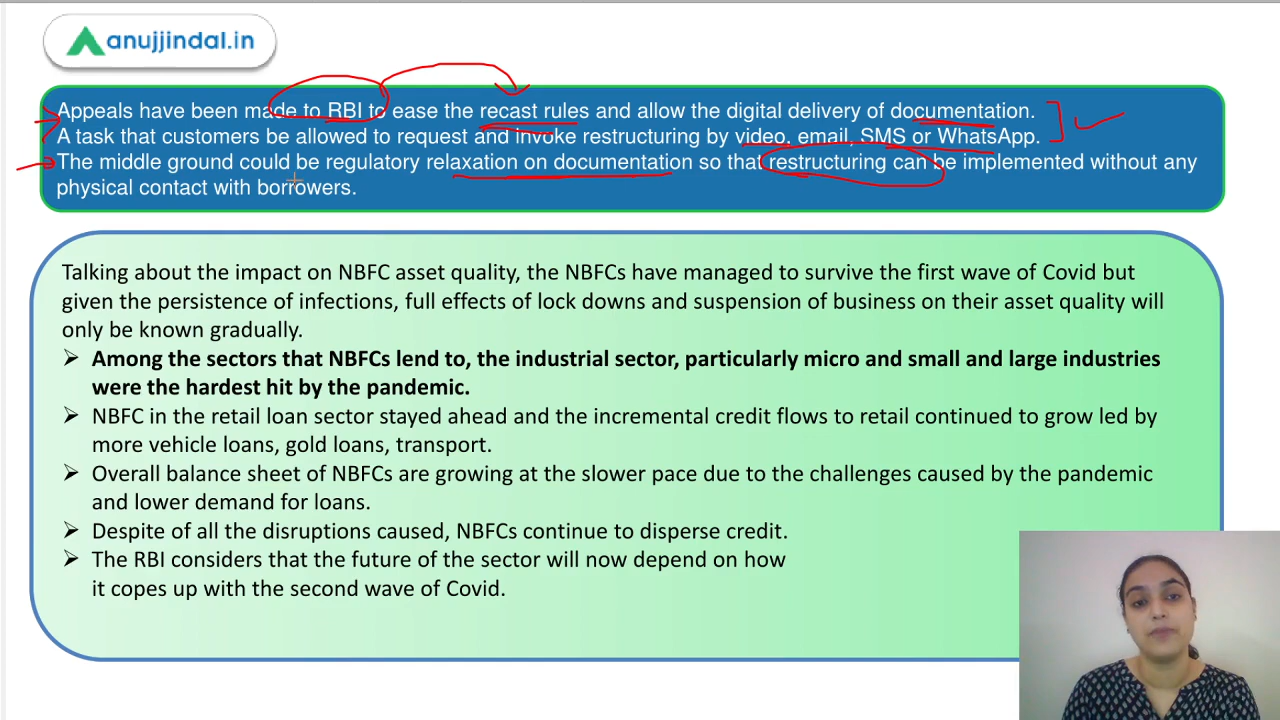 anujjindal.in
Appeals have been made to RBI to ease the recast rules and allow the digital delivery of documentation.
A task that customers be allowed to request and invoke restructuring by video, email, SMS or WhatsApp.
The middle ground could be regulatory relaxation on documentation so that restructuring can be implemented without any
physical contact with borrowers.
Talking about the impact on NBFC asset quality, the NBFCs have managed to survive the first wave of Covid but
given the persistence of infections, full effects of lock downs and suspension of business on their asset quality will
only be known gradually.
➢ Among the sectors that NBFCs lend to, the industrial sector, particularly micro and small and large industries
were the hardest hit by the pandemic.
➢ NBFC in the retail loan sector stayed ahead and the incremental credit flows to retail continued to grow led by
more vehicle loans, gold loans, transport.
➢ Overall balance sheet of NBFCs are growing at the slower pace due to the challenges caused by the pandemic
and lower demand for loans.
➢ Despite of all the disruptions caused, NBFCs continue to disperse credit.
➢ The RBI considers that the future of the sector will now depend on how
it copes up with the second wave of Covid.